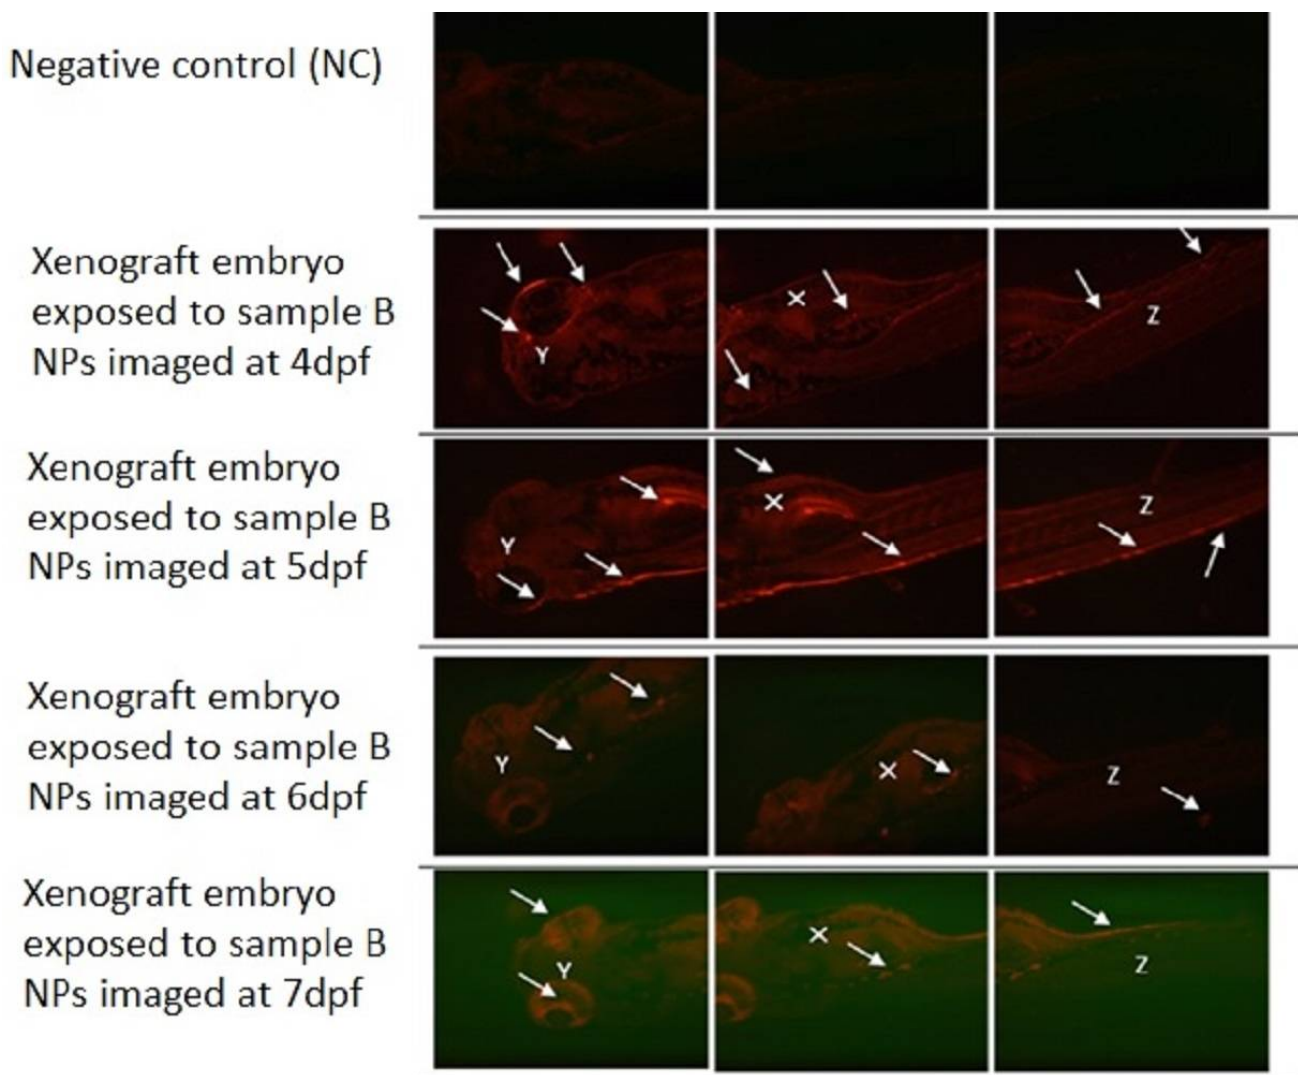 Negative control (NC)
Xenograft embryo
exposed to sample B
NPs imaged at 4dpf
Y
X
Z
Xenograft embryo
exposed to sample B
NPs imaged at 5dpf
Y
X
Z
Xenograft embryo
exposed to sample B
NPs imaged at 6dpf
Y
X
Z
Xenograft embryo
exposed to sample B
NPs imaged at 7dpf
Y
X
Z